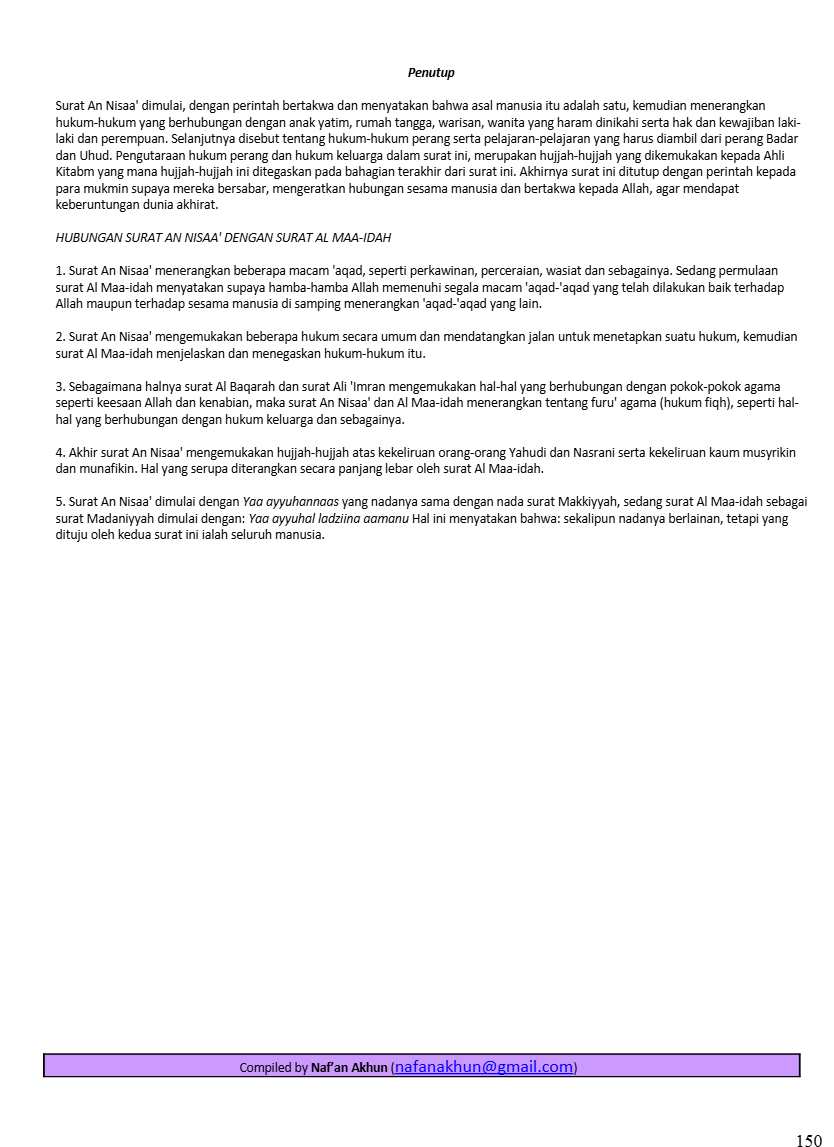 Penutup
Surat An Nisaa' dimulai, dengan perintah bertakwa dan menyatakan bahwa asal manusia itu adalah satu, kemudian menerangkan
hukum-hukum yang berhubungan dengan anak yatim, rumah tangga, warisan, wanita yang haram dinikahi serta hak dan kewajiban laki-
laki dan perempuan. Selanjutnya disebut tentang hukum-hukum perang serta pelajaran-pelajaran yang harus diambil dari perang Badar
dan Uhud. Pengutaraan hukum perang dan hukum keluarga dalam surat ini, merupakan hujjah-hujjah yang dikemukakan kepada Ahli
Kitabm yang mana hujjah-hujjah ini ditegaskan pada bahagian terakhir dari surat ini. Akhirnya surat ini ditutup dengan perintah kepada
para mukmin supaya mereka bersabar, mengeratkan hubungan sesama manusia dan bertakwa kepada Allah, agar mendapat
keberuntungan dunia akhirat.
HUBUNGAN SURAT AN NISAA' DENGAN SURAT AL MAA-IDAH
1. Surat An Nisaa' menerangkan beberapa macam 'aqad, seperti perkawinan, perceraian, wasiat dan sebagainya. Sedang permulaan
surat Al Maa-idah menyatakan supaya hamba-hamba Allah memenuhi segala macam 'aqad-'aqad yang telah dilakukan baik terhadap
Allah maupun terhadap sesama manusia di samping menerangkan 'aqad-'aqad yang lain.
2. Surat An Nisaa' mengemukakan beberapa hukum secara umum dan mendatangkan jalan untuk menetapkan suatu hukum, kemudian
surat Al Maa-idah menjelaskan dan menegaskan hukum-hukum itu.
3. Sebagaimana halnya surat Al Baqarah dan surat Ali 'Imran mengemukakan hal-hal yang berhubungan dengan pokok-pokok agama
seperti keesaan Allah dan kenabian, maka surat An Nisaa' dan Al Maa-idah menerangkan tentang furu' agama (hukum fiqh), seperti hal-
hal yang berhubungan dengan hukum keluarga dan sebagainya.
4. Akhir surat An Nisaa' mengemukakan hujjah-hujjah atas kekeliruan orang-orang Yahudi dan Nasrani serta kekeliruan kaum musyrikin
dan munafikin. Hal yang serupa diterangkan secara panjang lebar oleh surat Al Maa-idah.
5. Surat An Nisaa' dimulai dengan Yaa ayyuhannaas yang nadanya sama dengan nada surat Makkiyyah, sedang surat Al Maa-idah sebagai
surat Madaniyyah dimulai dengan: Yaa ayyuhal ladziina aamanu Hal ini menyatakan bahwa: sekalipun nadanya berlainan, tetapi yang
dituju oleh kedua surat ini ialah seluruh manusia.
Compiled by Naf’an Akhun (nafanakhun@gmail.com)
150